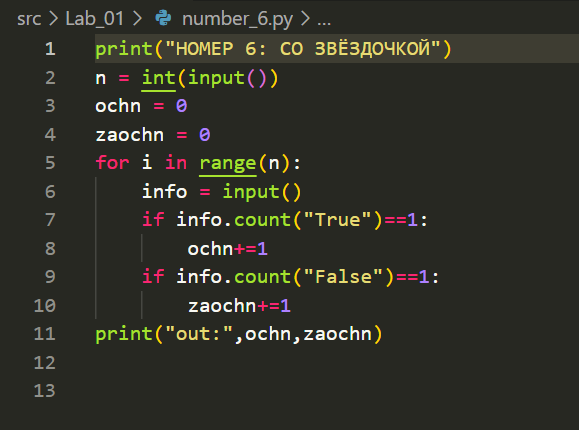 src > Lab_01 > number_6.py > ...
1 print("НОМЕР 6: СО ЗВЁЗДОЧКОЙ")
2 n = int(input())
3 ochn = 0
4 zaochn = 0
5 for i in range(n):
6     info = input()
7     if info.count("True")==1:
8         ochn+=1
9     if info.count("False")==1:
10         zaochn+=1
11 print("out:",ochn,zaochn)
12
13